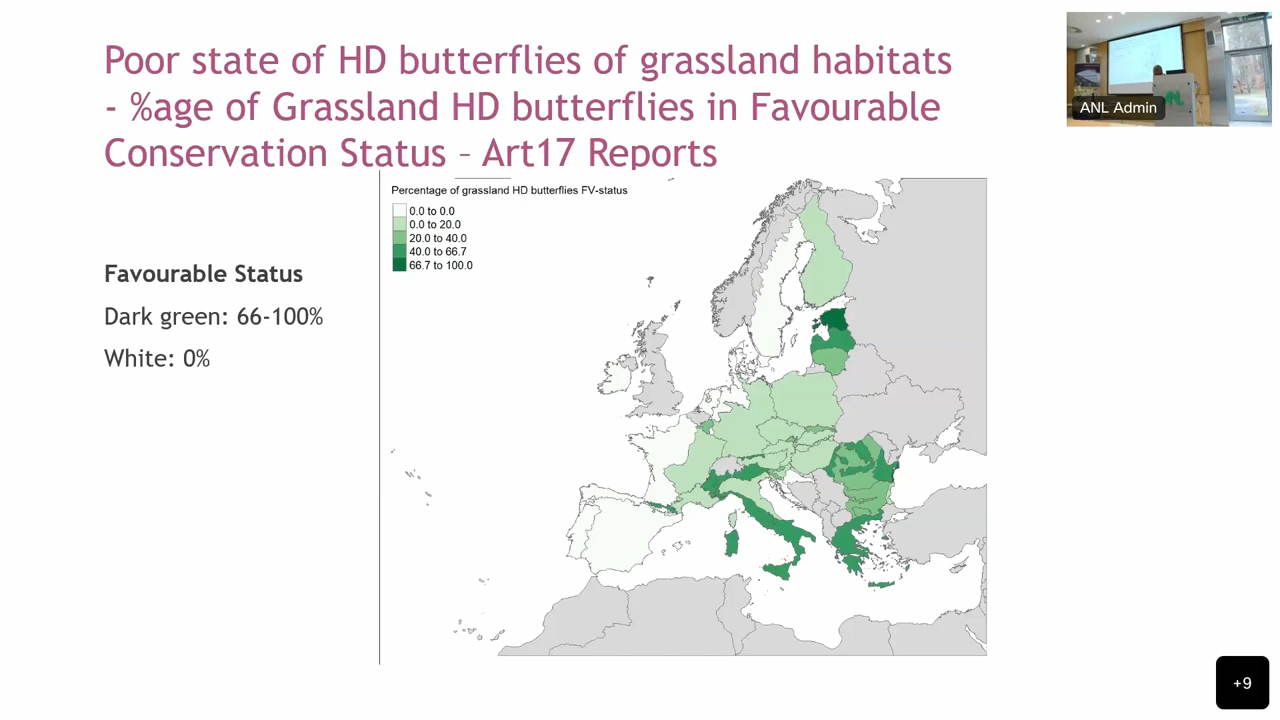 Poor state of HD butterflies of grassland habitats
- %age of Grassland HD butterflies in Favourable
Conservation Status – Art17 Reports
ANL Admin
Percentage of grassland HD butterflies FV-status
0.0 to 0.0
0.0 to 20.0
20.0 to 40.0
40.0 to 66.7
66.7 to 100.0
Favourable Status
Dark green: 66-100%
White: 0%
+9